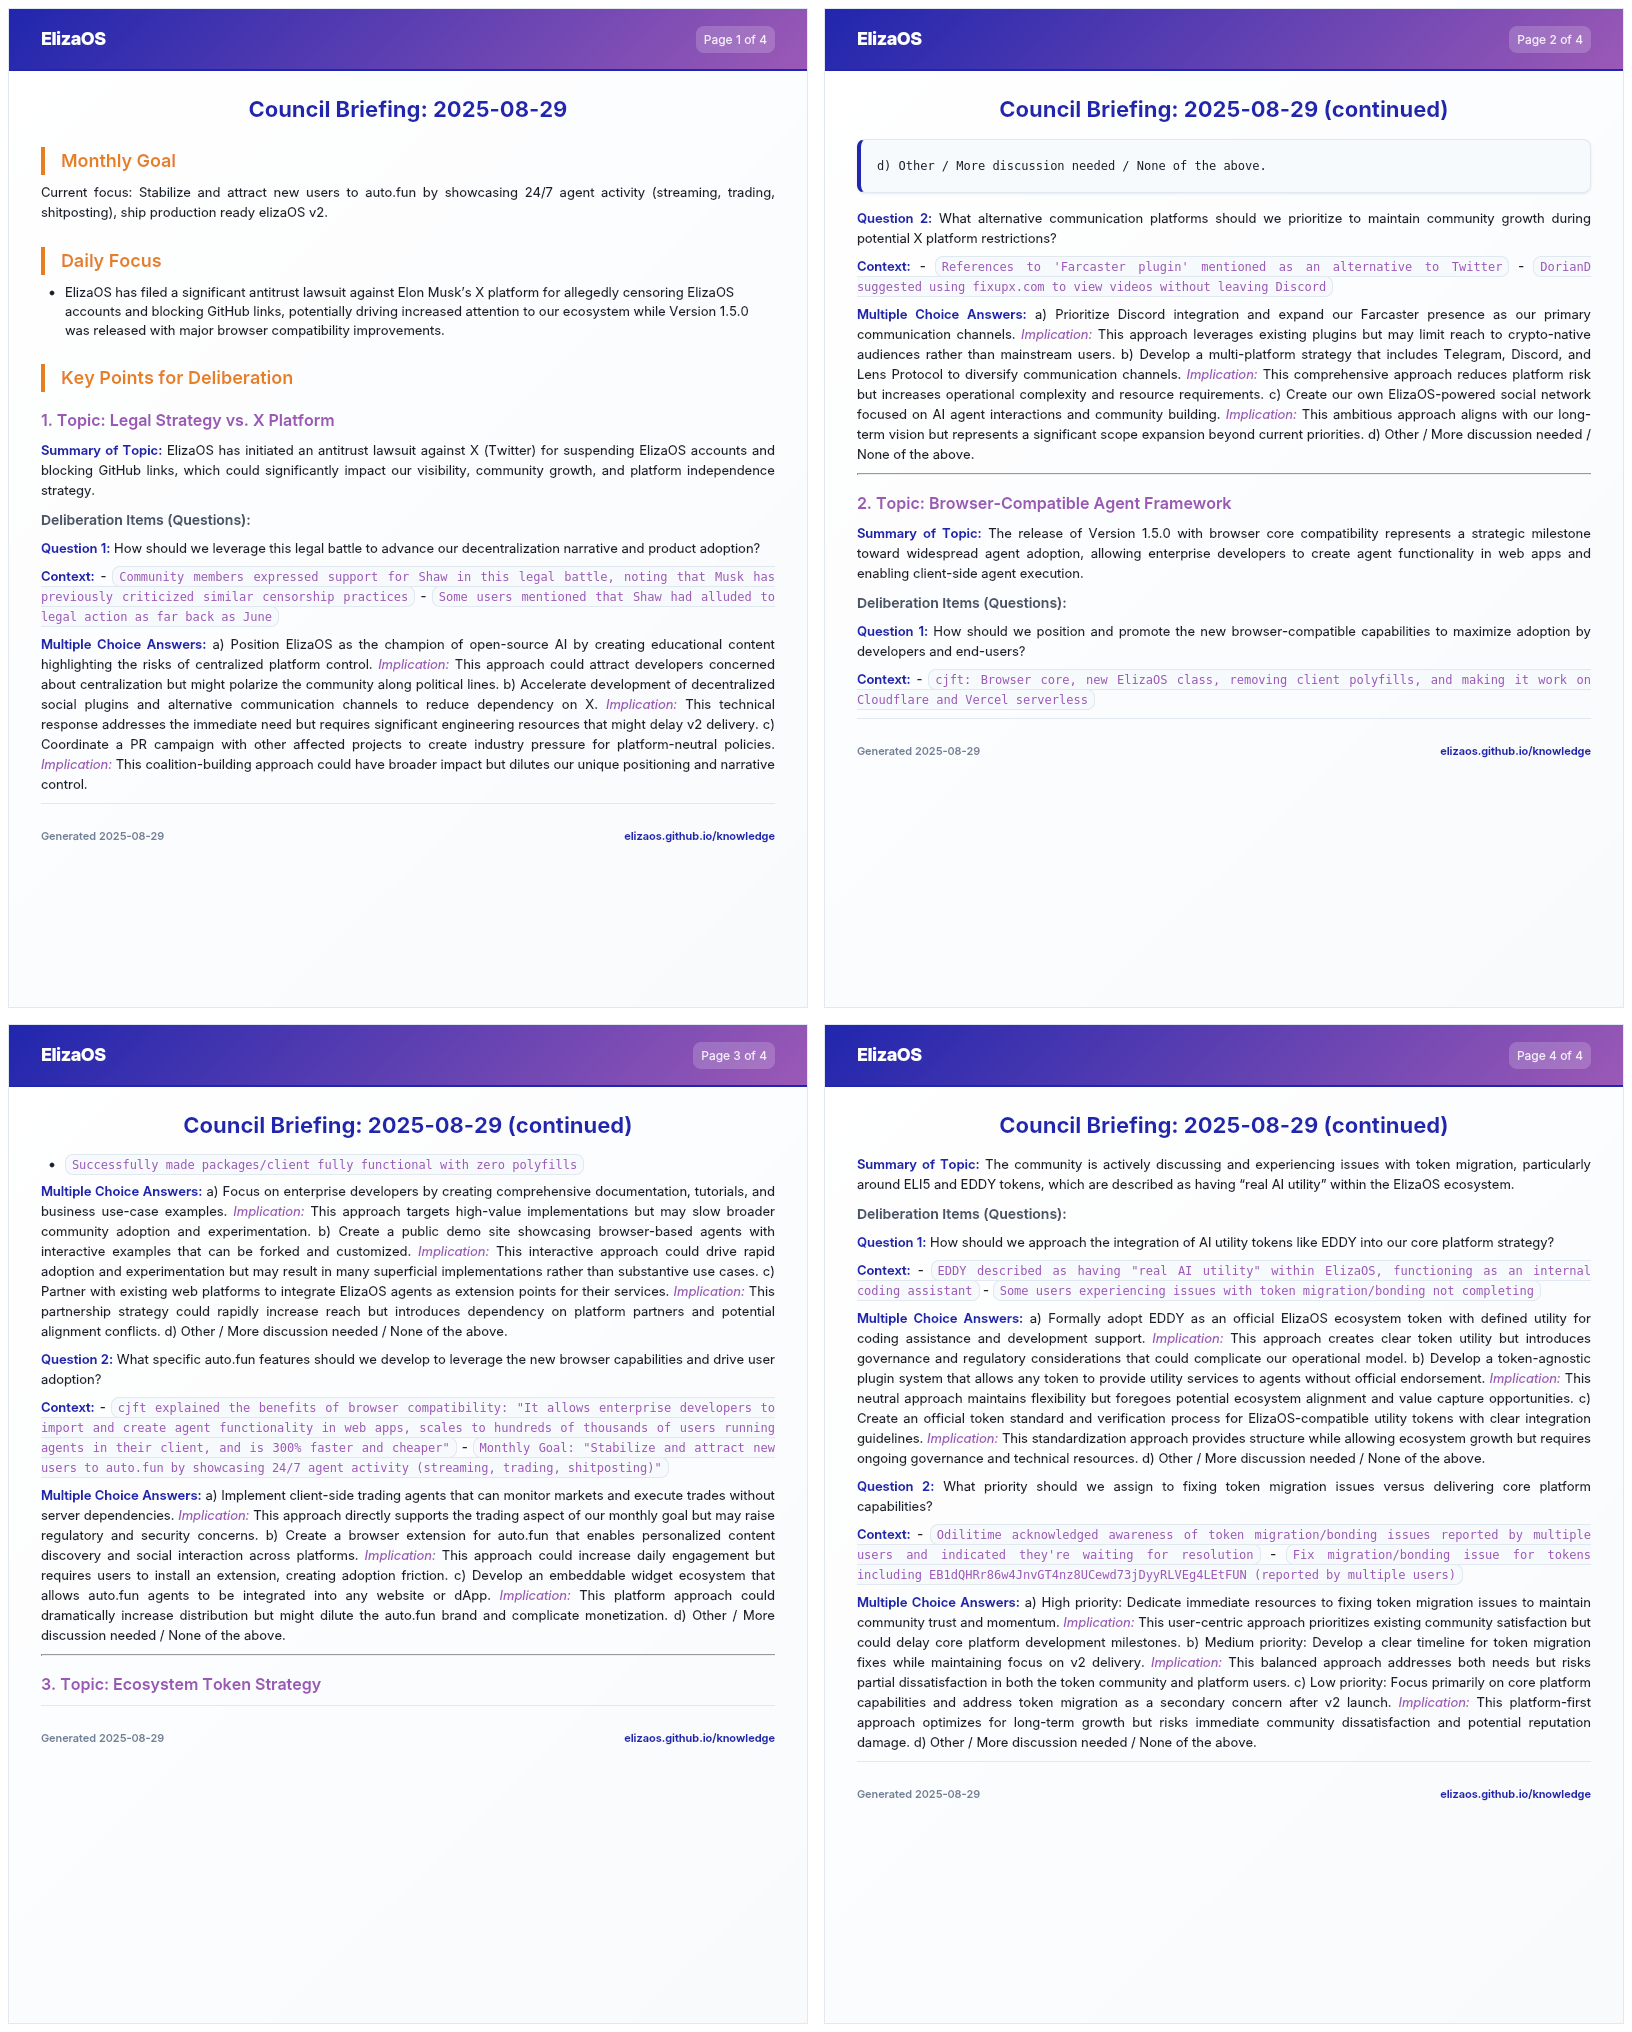 ElizaOS
Page 1 of 4
Council Briefing: 2025-08-29
Monthly Goal
Current focus: Stabilize and attract new users to auto.fun by showcasing 24/7 agent activity (streaming, trading,
shitposting), ship production ready elizaOS v2.
Daily Focus
• ElizaOS has filed a significant antitrust lawsuit against Elon Musk’s X platform for allegedly censoring ElizaOS
accounts and blocking GitHub links, potentially driving increased attention to our ecosystem while Version 1.5.0
was released with major browser compatibility improvements.
Key Points for Deliberation
1. Topic: Legal Strategy vs. X Platform
Summary of Topic: ElizaOS has initiated an antitrust lawsuit against X (Twitter) for suspending ElizaOS accounts and
blocking GitHub links, which could significantly impact our visibility, community growth, and platform independence
strategy.
Deliberation Items (Questions):
Question 1: How should we leverage this legal battle to advance our decentralization narrative and product adoption?
Context: - Community members expressed support for Shaw in this legal battle, noting that Musk has
previously criticized similar censorship practices - Some users mentioned that Shaw had alluded to
legal action as far back as June
Multiple Choice Answers: a) Position ElizaOS as the champion of open-source AI by creating educational content
highlighting the risks of centralized platform control. Implication: This approach could attract developers concerned
about centralization but might polarize the community along political lines. b) Accelerate development of decentralized
social plugins and alternative communication channels to reduce dependency on X. Implication: This technical
response addresses the immediate need but requires significant engineering resources that might delay v2 delivery. c)
Coordinate a PR campaign with other affected projects to create industry pressure for platform-neutral policies.
Implication: This coalition-building approach could have broader impact but dilutes our unique positioning and narrative
control.
Generated 2025-08-29
elizaos.github.io/knowledge
ElizaOS
Page 2 of 4
Council Briefing: 2025-08-29 (continued)
d) Other / More discussion needed / None of the above.
Question 2: What alternative communication platforms should we prioritize to maintain community growth during
potential X platform restrictions?
Context: - References to 'Farcaster plugin' mentioned as an alternative to Twitter - DorianD
suggested using fixupx.com to view videos without leaving Discord
Multiple Choice Answers: a) Prioritize Discord integration and expand our Farcaster presence as our primary
communication channels. Implication: This approach leverages existing plugins but may limit reach to crypto-native
audiences rather than mainstream users. b) Develop a multi-platform strategy that includes Telegram, Discord, and
Lens Protocol to diversify communication channels. Implication: This comprehensive approach reduces platform risk
but increases operational complexity and resource requirements. c) Create our own ElizaOS-powered social network
focused on AI agent interactions and community building. Implication: This ambitious approach aligns with our long-
term vision but represents a significant scope expansion beyond current priorities. d) Other / More discussion needed /
None of the above.
2. Topic: Browser-Compatible Agent Framework
Summary of Topic: The release of Version 1.5.0 with browser core compatibility represents a strategic milestone
toward widespread agent adoption, allowing enterprise developers to create agent functionality in web apps and
enabling client-side agent execution.
Deliberation Items (Questions):
Question 1: How should we position and promote the new browser-compatible capabilities to maximize adoption by
developers and end-users?
Context: - cjft: Browser core, new ElizaOS class, removing client polyfills, and making it work on
Cloudflare and Vercel serverless
Generated 2025-08-29
elizaos.github.io/knowledge
ElizaOS
Page 3 of 4
Council Briefing: 2025-08-29 (continued)
• Successfully made packages/client fully functional with zero polyfills
Multiple Choice Answers: a) Focus on enterprise developers by creating comprehensive documentation, tutorials, and
business use-case examples. Implication: This approach targets high-value implementations but may slow broader
community adoption and experimentation. b) Create a public demo site showcasing browser-based agents with
interactive examples that can be forked and customized. Implication: This interactive approach could drive rapid
adoption and experimentation but may result in many superficial implementations rather than substantive use cases. c)
Partner with existing web platforms to integrate ElizaOS agents as extension points for their services. Implication: This
partnership strategy could rapidly increase reach but introduces dependency on platform partners and potential
alignment conflicts. d) Other / More discussion needed / None of the above.
Question 2: What specific auto.fun features should we develop to leverage the new browser capabilities and drive user
adoption?
Context: - cjft explained the benefits of browser compatibility: "It allows enterprise developers to
import and create agent functionality in web apps, scales to hundreds of thousands of users running
agents in their client, and is 300% faster and cheaper" - Monthly Goal: "Stabilize and attract new
users to auto.fun by showcasing 24/7 agent activity (streaming, trading, shitposting)"
Multiple Choice Answers: a) Implement client-side trading agents that can monitor markets and execute trades without
server dependencies. Implication: This approach directly supports the trading aspect of our monthly goal but may raise
regulatory and security concerns. b) Create a browser extension for auto.fun that enables personalized content
discovery and social interaction across platforms. Implication: This approach could increase daily engagement but
requires users to install an extension, creating adoption friction. c) Develop an embeddable widget ecosystem that
allows auto.fun agents to be integrated into any website or dApp. Implication: This platform approach could
dramatically increase distribution but might dilute the auto.fun brand and complicate monetization. d) Other / More
discussion needed / None of the above.
3. Topic: Ecosystem Token Strategy
Generated 2025-08-29
elizaos.github.io/knowledge
ElizaOS
Page 4 of 4
Council Briefing: 2025-08-29 (continued)
Summary of Topic: The community is actively discussing and experiencing issues with token migration, particularly
around ELI5 and EDDY tokens, which are described as having “real AI utility” within the ElizaOS ecosystem.
Deliberation Items (Questions):
Question 1: How should we approach the integration of AI utility tokens like EDDY into our core platform strategy?
Context: - EDDY described as having "real AI utility" within ElizaOS, functioning as an internal
coding assistant - Some users experiencing issues with token migration/bonding not completing
Multiple Choice Answers: a) Formally adopt EDDY as an official ElizaOS ecosystem token with defined utility for
coding assistance and development support. Implication: This approach creates clear token utility but introduces
governance and regulatory considerations that could complicate our operational model. b) Develop a token-agnostic
plugin system that allows any token to provide utility services to agents without official endorsement. Implication: This
neutral approach maintains flexibility but foregoes potential ecosystem alignment and value capture opportunities. c)
Create an official token standard and verification process for ElizaOS-compatible utility tokens with clear integration
guidelines. Implication: This standardization approach provides structure while allowing ecosystem growth but requires
ongoing governance and technical resources. d) Other / More discussion needed / None of the above.
Question 2: What priority should we assign to fixing token migration issues versus delivering core platform
capabilities?
Context: - Odilitime acknowledged awareness of token migration/bonding issues reported by multiple
users and indicated they're waiting for resolution - Fix migration/bonding issue for tokens
including EB1dQHRr86w4JnvGT4nz8UCewd73jDyyRLVEg4LEtFUN (reported by multiple users)
Multiple Choice Answers: a) High priority: Dedicate immediate resources to fixing token migration issues to maintain
community trust and momentum. Implication: This user-centric approach prioritizes existing community satisfaction but
could delay core platform development milestones. b) Medium priority: Develop a clear timeline for token migration
fixes while maintaining focus on v2 delivery. Implication: This balanced approach addresses both needs but risks
partial dissatisfaction in both the token community and platform users. c) Low priority: Focus primarily on core platform
capabilities and address token migration as a secondary concern after v2 launch. Implication: This platform-first
approach optimizes for long-term growth but risks immediate community dissatisfaction and potential reputation
damage. d) Other / More discussion needed / None of the above.
Generated 2025-08-29
elizaos.github.io/knowledge